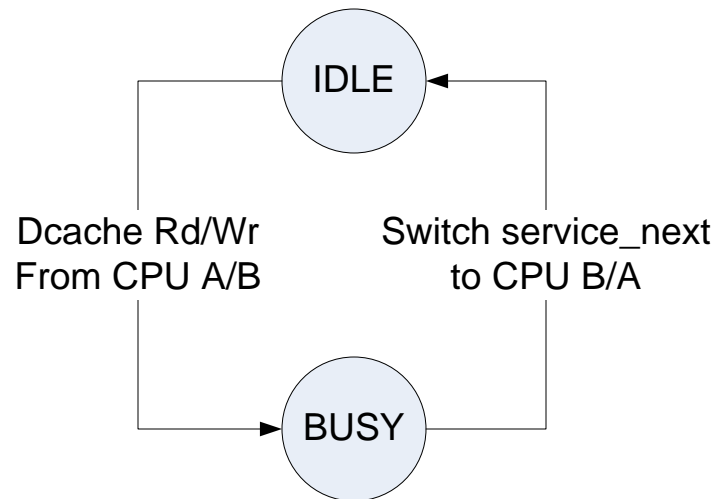 IDLE
Dcache Rd/Wr
From CPU A/B
Switch service_next
to CPU B/A
BUSY